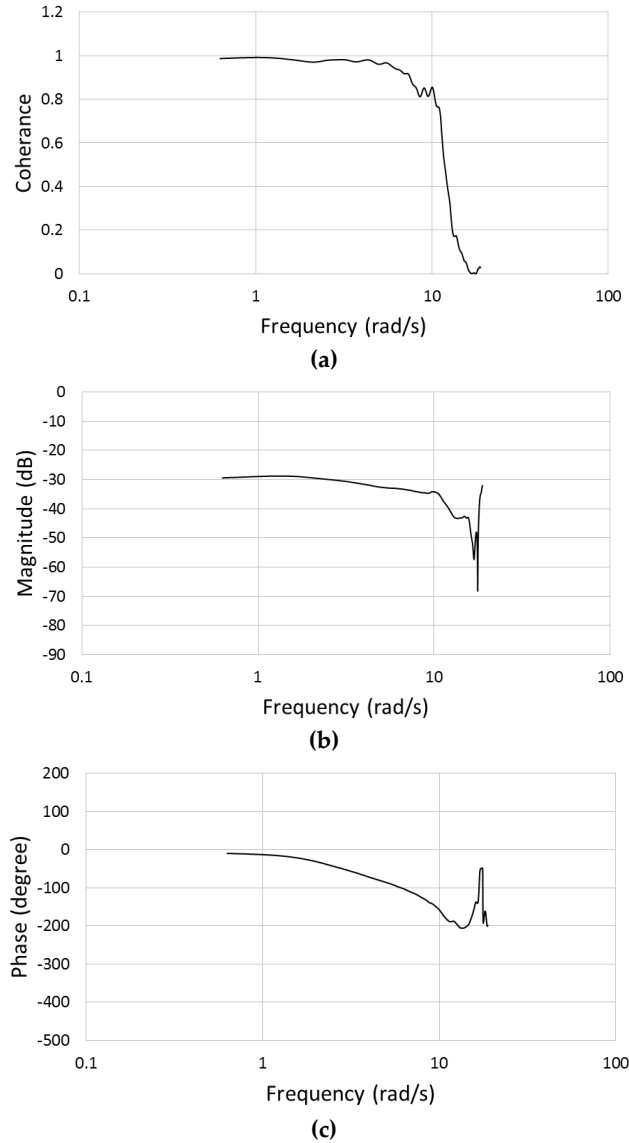 1.2
1
0.8
0.6
0.4
0.2
0
Coherance
0.1 1 10 100
Frequency (rad/s)
(a)
0
-10
-20
-30
-40
-50
-60
-70
-80
-90
Magnitude (dB)
0.1 1 10 100
Frequency (rad/s)
(b)
200
100
0
-100
-200
-300
-400
-500
Phase (degree)
0.1 1 10 100
Frequency (rad/s)
(c)